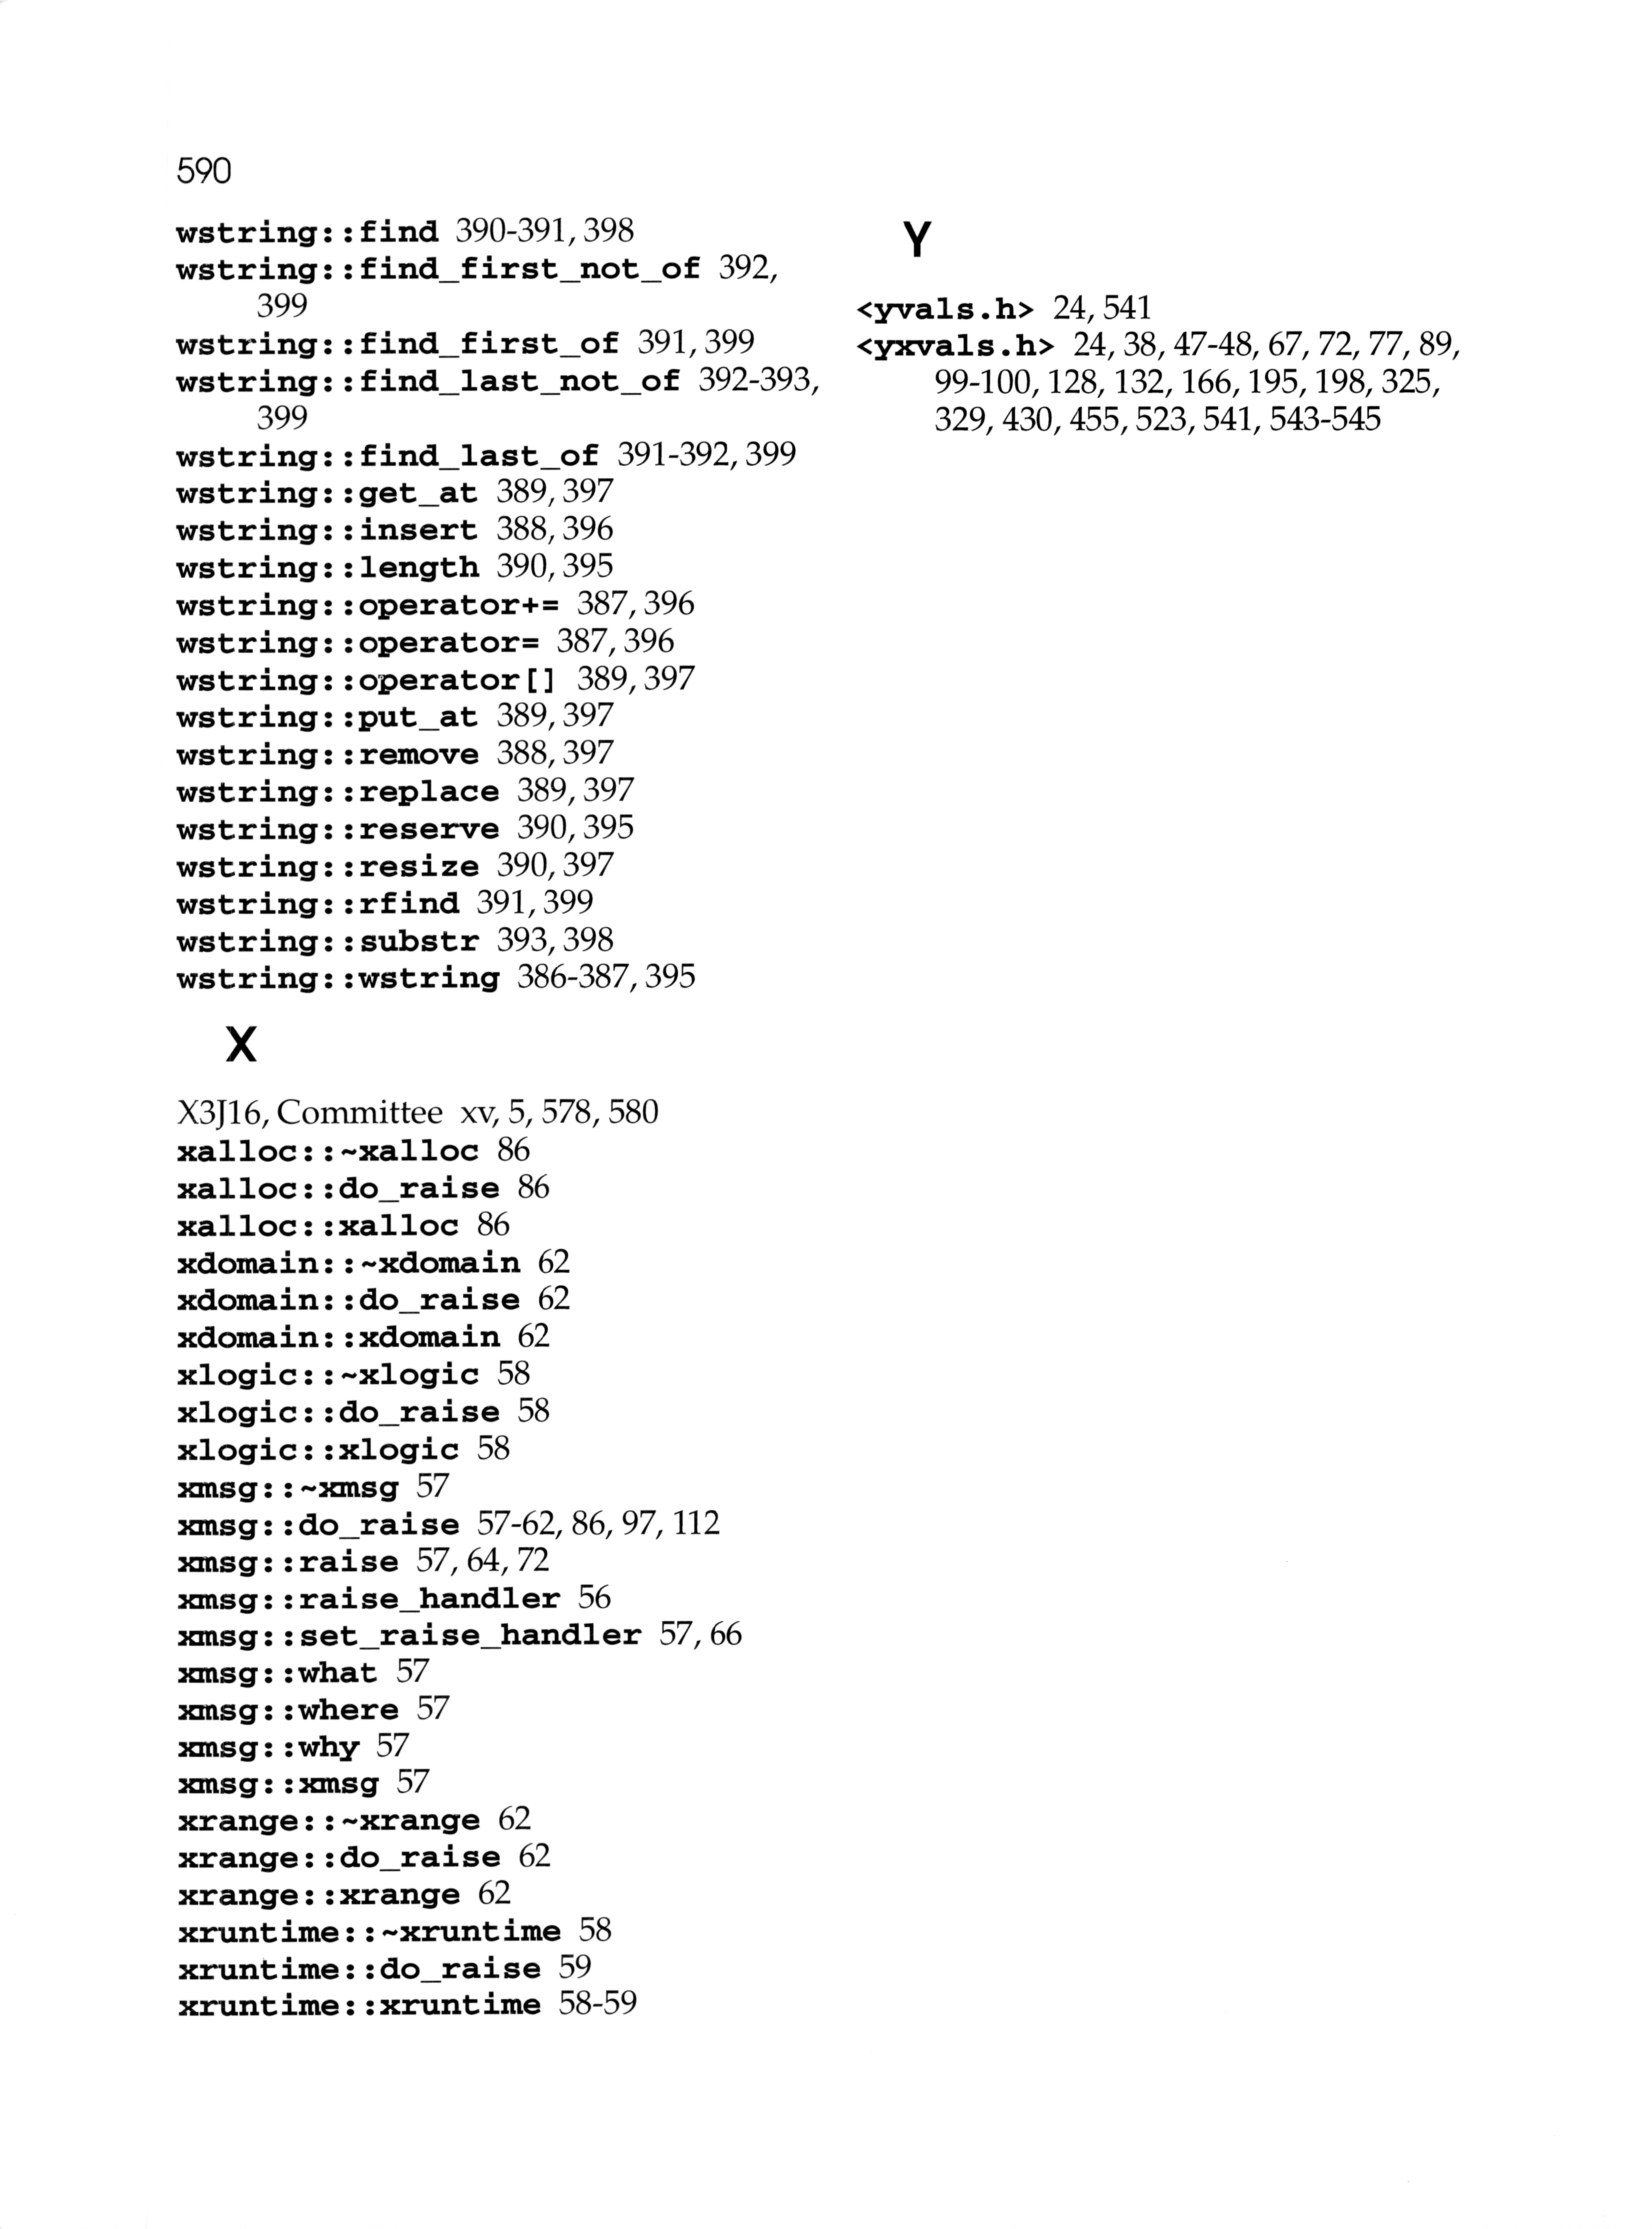 590
wstring::find 390-391, 398
wstring::find_first_not_of 392,
399
wstring::find_first_of 391, 399
wstring::find_last_not_of 392-393,
399
wstring::find_last_of 391-392, 399
wstring::get_at 389, 397
wstring::insert 388, 396
wstring::length 390, 395
wstring::operator+= 387, 396
wstring::operator= 387, 396
wstring::operator[] 389, 397
wstring::put_at 389, 397
wstring::remove 388, 397
wstring::replace 389, 397
wstring::reserve 390, 395
wstring::resize 390, 397
wstring::rfind 391, 399
wstring::substr 393, 398
wstring::wstring 386-387, 395
X
X3J16, Committee xv, 5, 578, 580
xalloc::~xalloc 86
xalloc::do_raise 86
xalloc::xalloc 86
xdomain::~xdomain 62
xdomain::do_raise 62
xdomain::xdomain 62
xlogic::~xlogic 58
xlogic::do_raise 58
xlogic::xlogic 58
xmsg::~xmsg 57
xmsg::do_raise 57-62, 86, 97, 112
xmsg::raise 57, 64, 72
xmsg::raise_handler 56
xmsg::set_raise_handler 57, 66
xmsg::what 57
xmsg::where 57
xmsg::why 57
xmsg::xmsg 57
xrange::~xrange 62
xrange::do_raise 62
xrange::xrange 62
xruntime::~xruntime 58
xruntime::do_raise 59
xruntime::xruntime 58-59
Y
<yvals.h> 24, 541
<yxvals.h> 24, 38, 47-48, 67, 72, 77, 89,
99-100, 128, 132, 166, 195, 198, 325,
329, 430, 455, 523, 541, 543-545